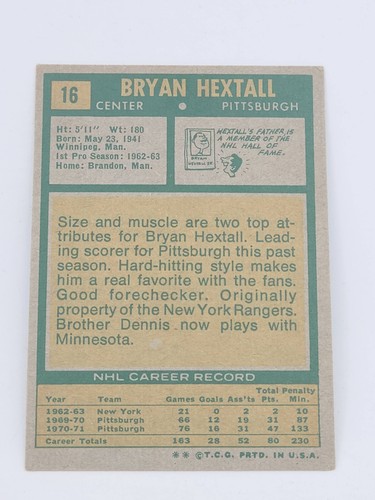 16
BRYAN HEXTALL
CENTER PITTSBURGH
Ht: 5'11" Wt: 180
Born: May 23, 1941
Winnipeg, Man.
1st Pro Season: 1962-63
Home: Brandon, Man.
HEXTALL'S FATHER, IS
A MEMBER OF THE
NHL HALL OF
FAME.
BRYAN
HEXTALL SR
Size and muscle are two top at-
tributes for Bryan Hextall. Lead-
ing scorer for Pittsburgh this past
season. Hard-hitting style makes
him a real favorite with the fans.
Good forechecker. Originally
property of the New York Rangers.
Brother Dennis now plays with
Minnesota.
NHL CAREER RECORD
Total Penalty
Year Team Games Goals Ass'ts Pts. Min.
1962-63 New York 21 0 2 2 10
1969-70 Pittsburgh 66 12 19 31 87
1970-71 Pittsburgh 76 16 31 47 133
Career Totals 163 28 52 80 230
** ©T.C.G. PRTD. IN U.S.A.